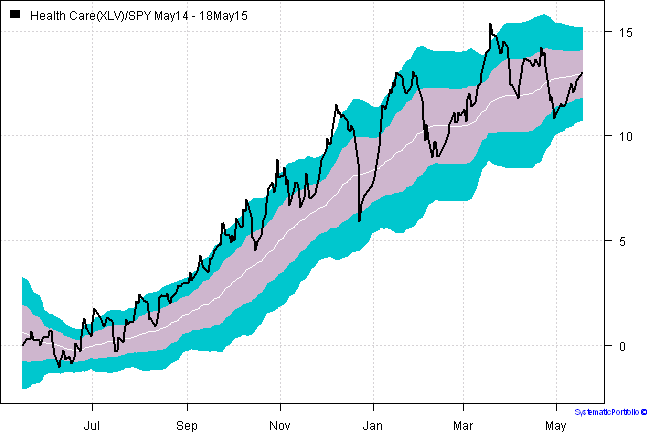 Health Care(XLV)/SPY May14 - 18May15
15
10
5
0
Jul Sep Nov Jan Mar May
SystematicPortfolio ©